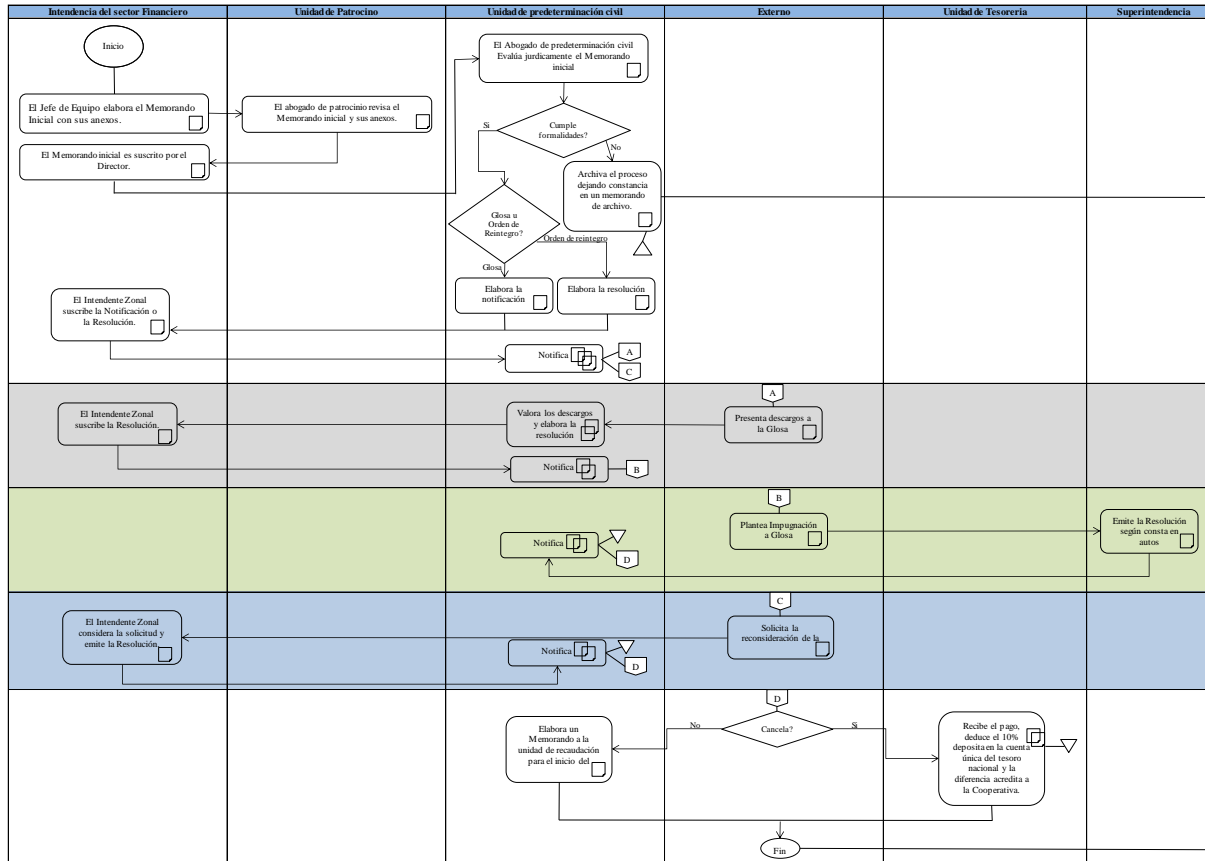 Intendencia del sector Financiero
Unidad de Patrocino
Unidad de predeterminación civil
Externo
Unidad de Tesoreria
Superintendencia
Inicio
El Jefe de Equipo elabora el Memorando
Inicial con sus anexos.
El abogado de patrocinio revisa el
Memorando inicial y sus anexos.
El Memorando inicial es suscrito por el
Director.
El Abogado de predeterminación civil
Evalúa jurdicamente el Memorando
inicial
Cumple
formalidades?
Si
No
Archiva el proceso
dejando constancia
en un memorando
de archivo.
Glosa u
Orden de
Reintegro?
Orden de reintegro
Glosa
Elabora la
notificación
Elabora la resolución
El Intendente Zonal
suscribe la Notificación o
la Resolución.
Notifica
A
C
A
Presenta descargos a
la Glosa
Valora los descargos
y elabora la
resolución
El Intendente Zonal
suscribe la Resolución.
Notifica
B
B
Plantea Impugnación
a Glosa
Emite la Resolución
según consta en
autos
Notifica
D
C
Solicita la
reconsideración de la
El Intendente Zonal
considera la solicitud y
emite la Resolución.
Notifica
D
D
Cancela?
No
Si
Elabora un
Memorando a la
unidad de recaudación
para el inicio del
Recibe el pago,
deduce el 10%
deposita en la cuenta
única del tesoro
nacional y la
diferencia acredita a
la Cooperativa.
Fin